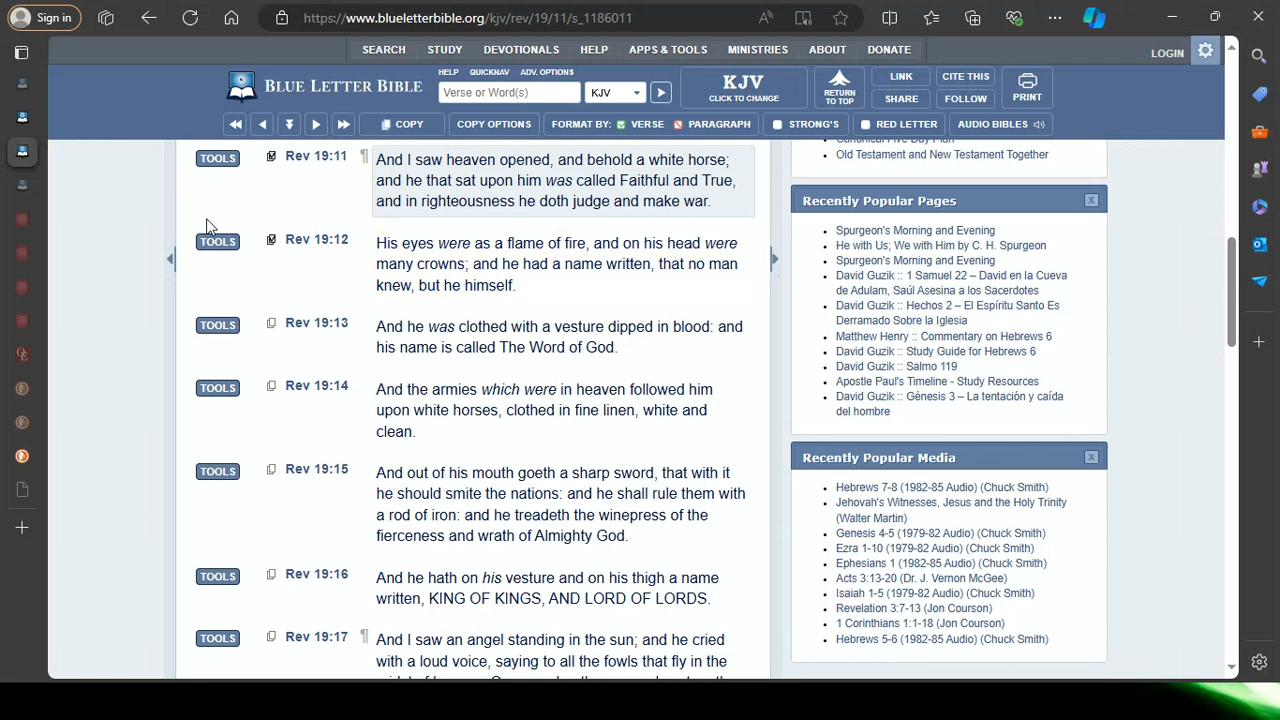 Sign in
https://www.blueletterbible.org/kjv/rev/19/11/s_1186011
SEARCH STUDY DEVOTIONALS HELP APPS & TOOLS MINISTRIES ABOUT DONATE
LOGIN
BLUE LETTER BIBLE
HELP QUICKNAV ADV. OPTIONS
Verse or Word(s)
KJV
KJV
CLICK TO CHANGE
RETURN
TO TOP
LINK
CITE THIS
SHARE
FOLLOW
PRINT
COPY
COPY OPTIONS
FORMAT BY: VERSE PARAGRAPH
STRONG'S
RED LETTER
AUDIO BIBLES
TOOLS
Rev 19:11
¶
And I saw heaven opened, and behold a white horse;
and he that sat upon him was called Faithful and True,
and in righteousness he doth judge and make war.
TOOLS
Rev 19:12
His eyes were as a flame of fire, and on his head were
many crowns; and he had a name written, that no man
knew, but he himself.
TOOLS
Rev 19:13
And he was clothed with a vesture dipped in blood: and
his name is called The Word of God.
TOOLS
Rev 19:14
And the armies which were in heaven followed him
upon white horses, clothed in fine linen, white and
clean.
TOOLS
Rev 19:15
And out of his mouth goeth a sharp sword, that with it
he should smite the nations: and he shall rule them with
a rod of iron: and he treadeth the winepress of the
fierceness and wrath of Almighty God.
TOOLS
Rev 19:16
And he hath on his vesture and on his thigh a name
written, KING OF KINGS, AND LORD OF LORDS.
TOOLS
Rev 19:17
¶
And I saw an angel standing in the sun; and he cried
with a loud voice, saying to all the fowls that fly in the
Old Testament and New Testament Together
Recently Popular Pages
Spurgeon's Morning and Evening
He with Us; We with Him by C. H. Spurgeon
Spurgeon's Morning and Evening
David Guzik :: 1 Samuel 22 – David en la Cueva
de Adulam, Saúl Asesina a los Sacerdotes
David Guzik :: Hechos 2 – El Espíritu Santo Es
Derramado Sobre la Iglesia
Matthew Henry :: Commentary on Hebrews 6
David Guzik :: Study Guide for Hebrews 6
David Guzik :: Salmo 119
Apostle Paul's Timeline - Study Resources
David Guzik :: Génesis 3 – La tentación y caída
del hombre
Recently Popular Media
Hebrews 7-8 (1982-85 Audio) (Chuck Smith)
Jehovah's Witnesses, Jesus and the Holy Trinity
(Walter Martin)
Genesis 4-5 (1979-82 Audio) (Chuck Smith)
Ezra 1-10 (1979-82 Audio) (Chuck Smith)
Ephesians 1 (1979-82 Audio) (Chuck Smith)
Acts 3:13-20 (Dr. J. Vernon McGee)
Isaiah 1-5 (1979-82 Audio) (Chuck Smith)
Revelation 3:7-13 (Jon Courson)
1 Corinthians 1:1-18 (Jon Courson)
Hebrews 5-6 (1982-85 Audio) (Chuck Smith)